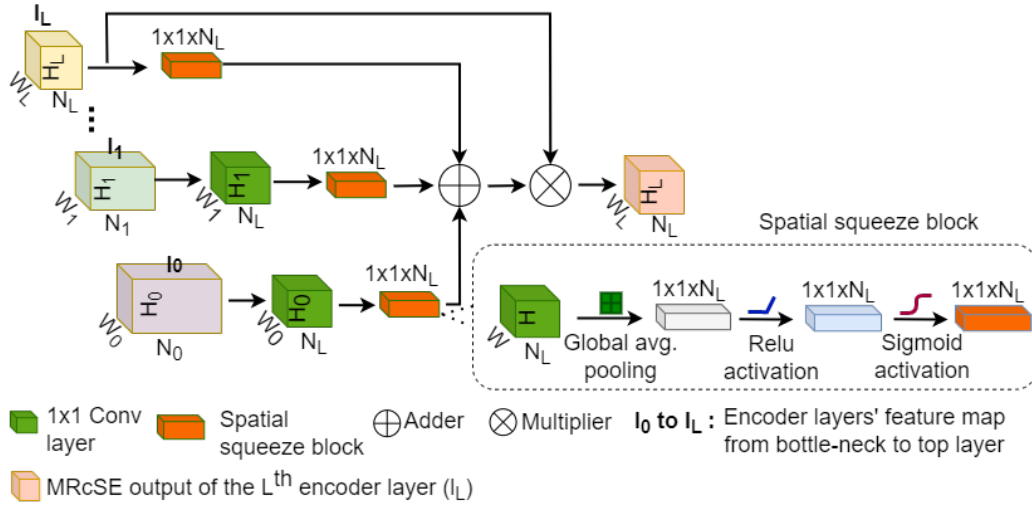 I_L
1x1xN_L
H_L
W_L
N_L
I_1
1x1xN_L
H_1
H1
H_L
W_1
N_1
W_1
N_L
W_L
N_L
Spatial squeeze block
I_0
1x1xN_L
H_0
H_0
W_0
N_0
W_0
N_L
1x1xN_L
1x1xN_L
1x1xN_L
H
W
N_L
Global avg.
pooling
Relu
activation
Sigmoid
activation
1x1 Conv
layer
Spatial
squeeze block
Adder
Multiplier
I_0 to I_L : Encoder layers' feature map
from bottle-neck to top layer
MRcSE output of the L^th encoder layer (I_L)